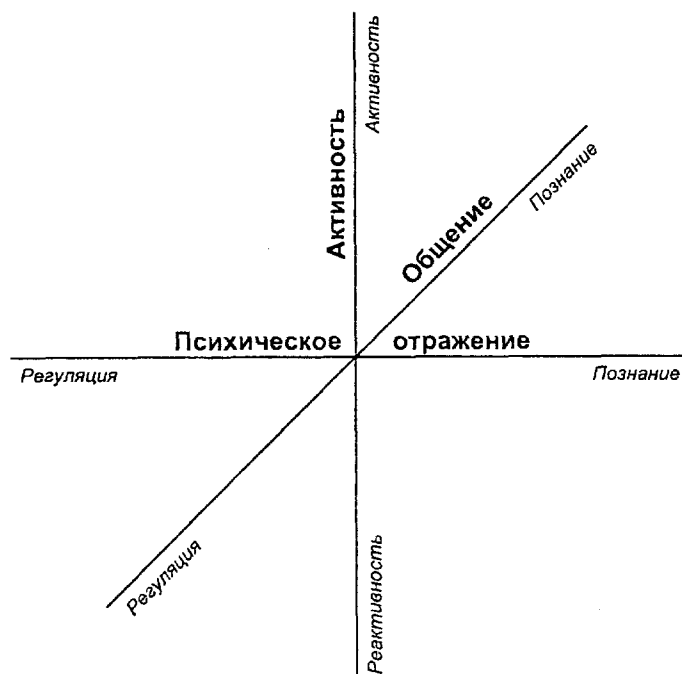 Активность
Активность
Общение
Познание
Психическое отражение
Регуляция
Познание
Регуляция
Реактивность